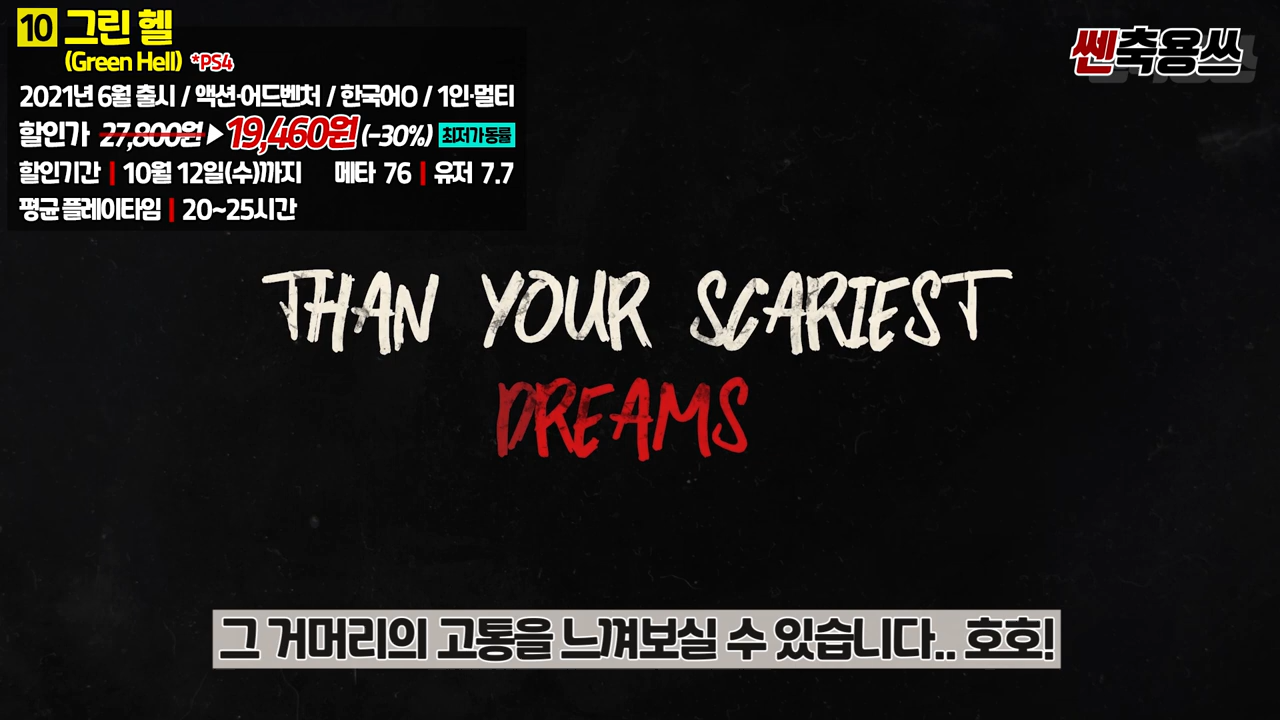 10 그린 헬
(Green Hell) *PS4
2021년 6월 출시 / 액션·어드벤처 / 한국어O / 1인·멀티
할인가 27,800원▶19,460원 (-30%) 최저가 동률
할인기간 | 10월 12일(수)까지 메타 76 | 유저 7.7
평균 플레이타임 | 20~25시간
쎈축용쓰
THAN YOUR SCARIEST
DREAMS
그 거머리의 고통을 느껴보실 수 있습니다.. 호호!